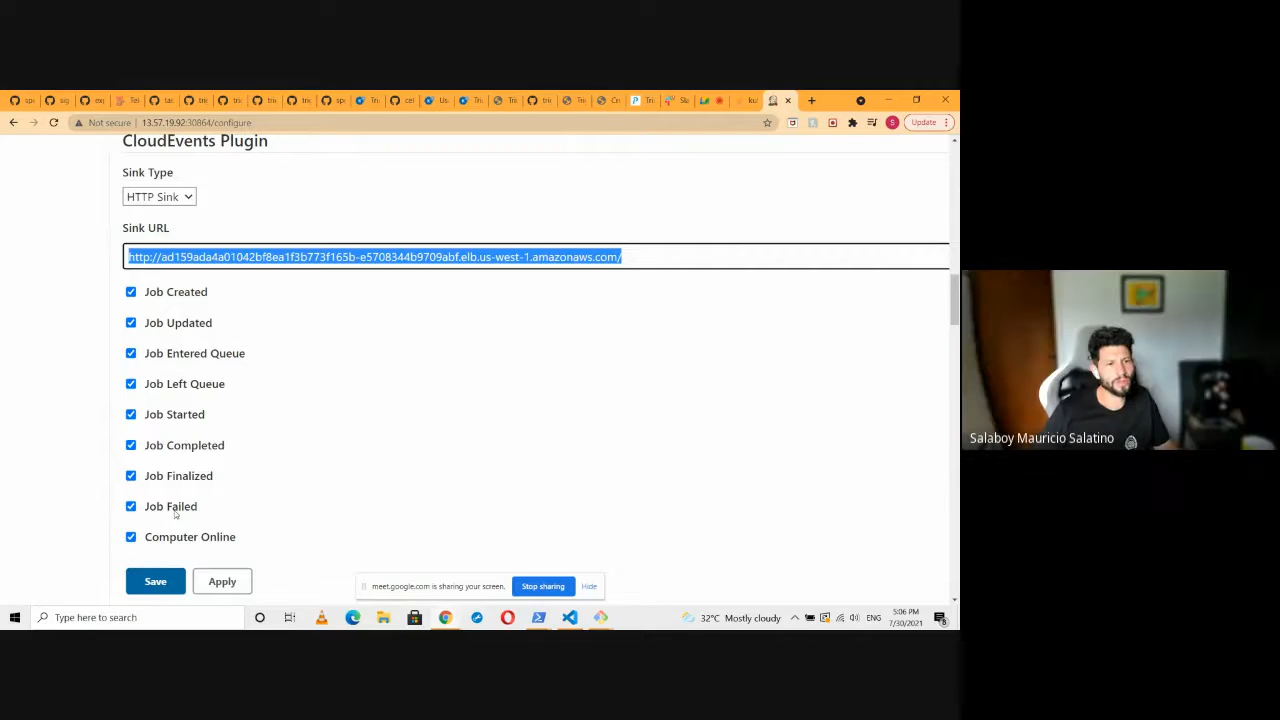 Not secure 13.57.19.92:30864/configure Update
CloudEvents Plugin
Sink Type
HTTP Sink
Sink URL
http://ad159ada4a01042bf8ea1f3b773f165b-e5708344b9709abf.elb.us-west-1.amazonaws.com/
Job Created
Job Updated
Job Entered Queue
Job Left Queue
Job Started
Job Completed
Job Finalized
Job Failed
Computer Online
Save Apply
meet.google.com is sharing your screen. Stop sharing Hide
Type here to search
32°C Mostly cloudy ENG
5:06 PM
7/30/2021
Salaboy Mauricio Salatino